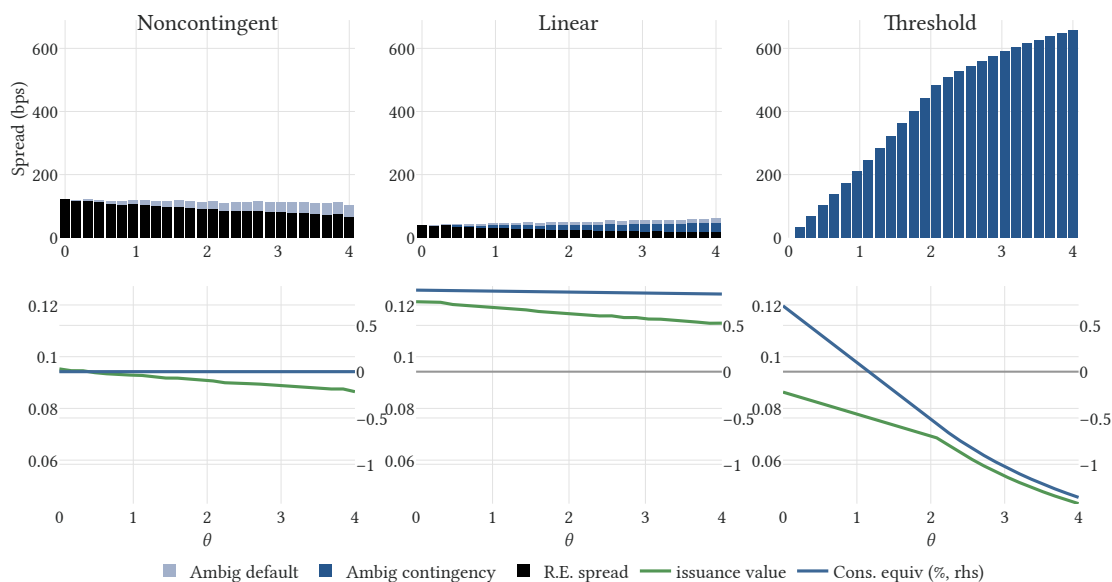 Noncontingent Linear Threshold
Spread (bps)
600 600 600
400 400 400
200 200 200
0 0 0
0 1 2 3 4 0 1 2 3 4 0 1 2 3 4
0.12 0.12 0.12
0.5 0.5 0.5
0.1 0.1 0.1
0 0 0
0.08 0.08 0.08
−0.5 −0.5 −0.5
0.06 0.06 0.06
−1 −1 −1
0 1 2 3 4 0 1 2 3 4 0 1 2 3 4
θ θ θ
Ambig default Ambig contingency R.E. spread issuance value Cons. equiv (%, rhs)